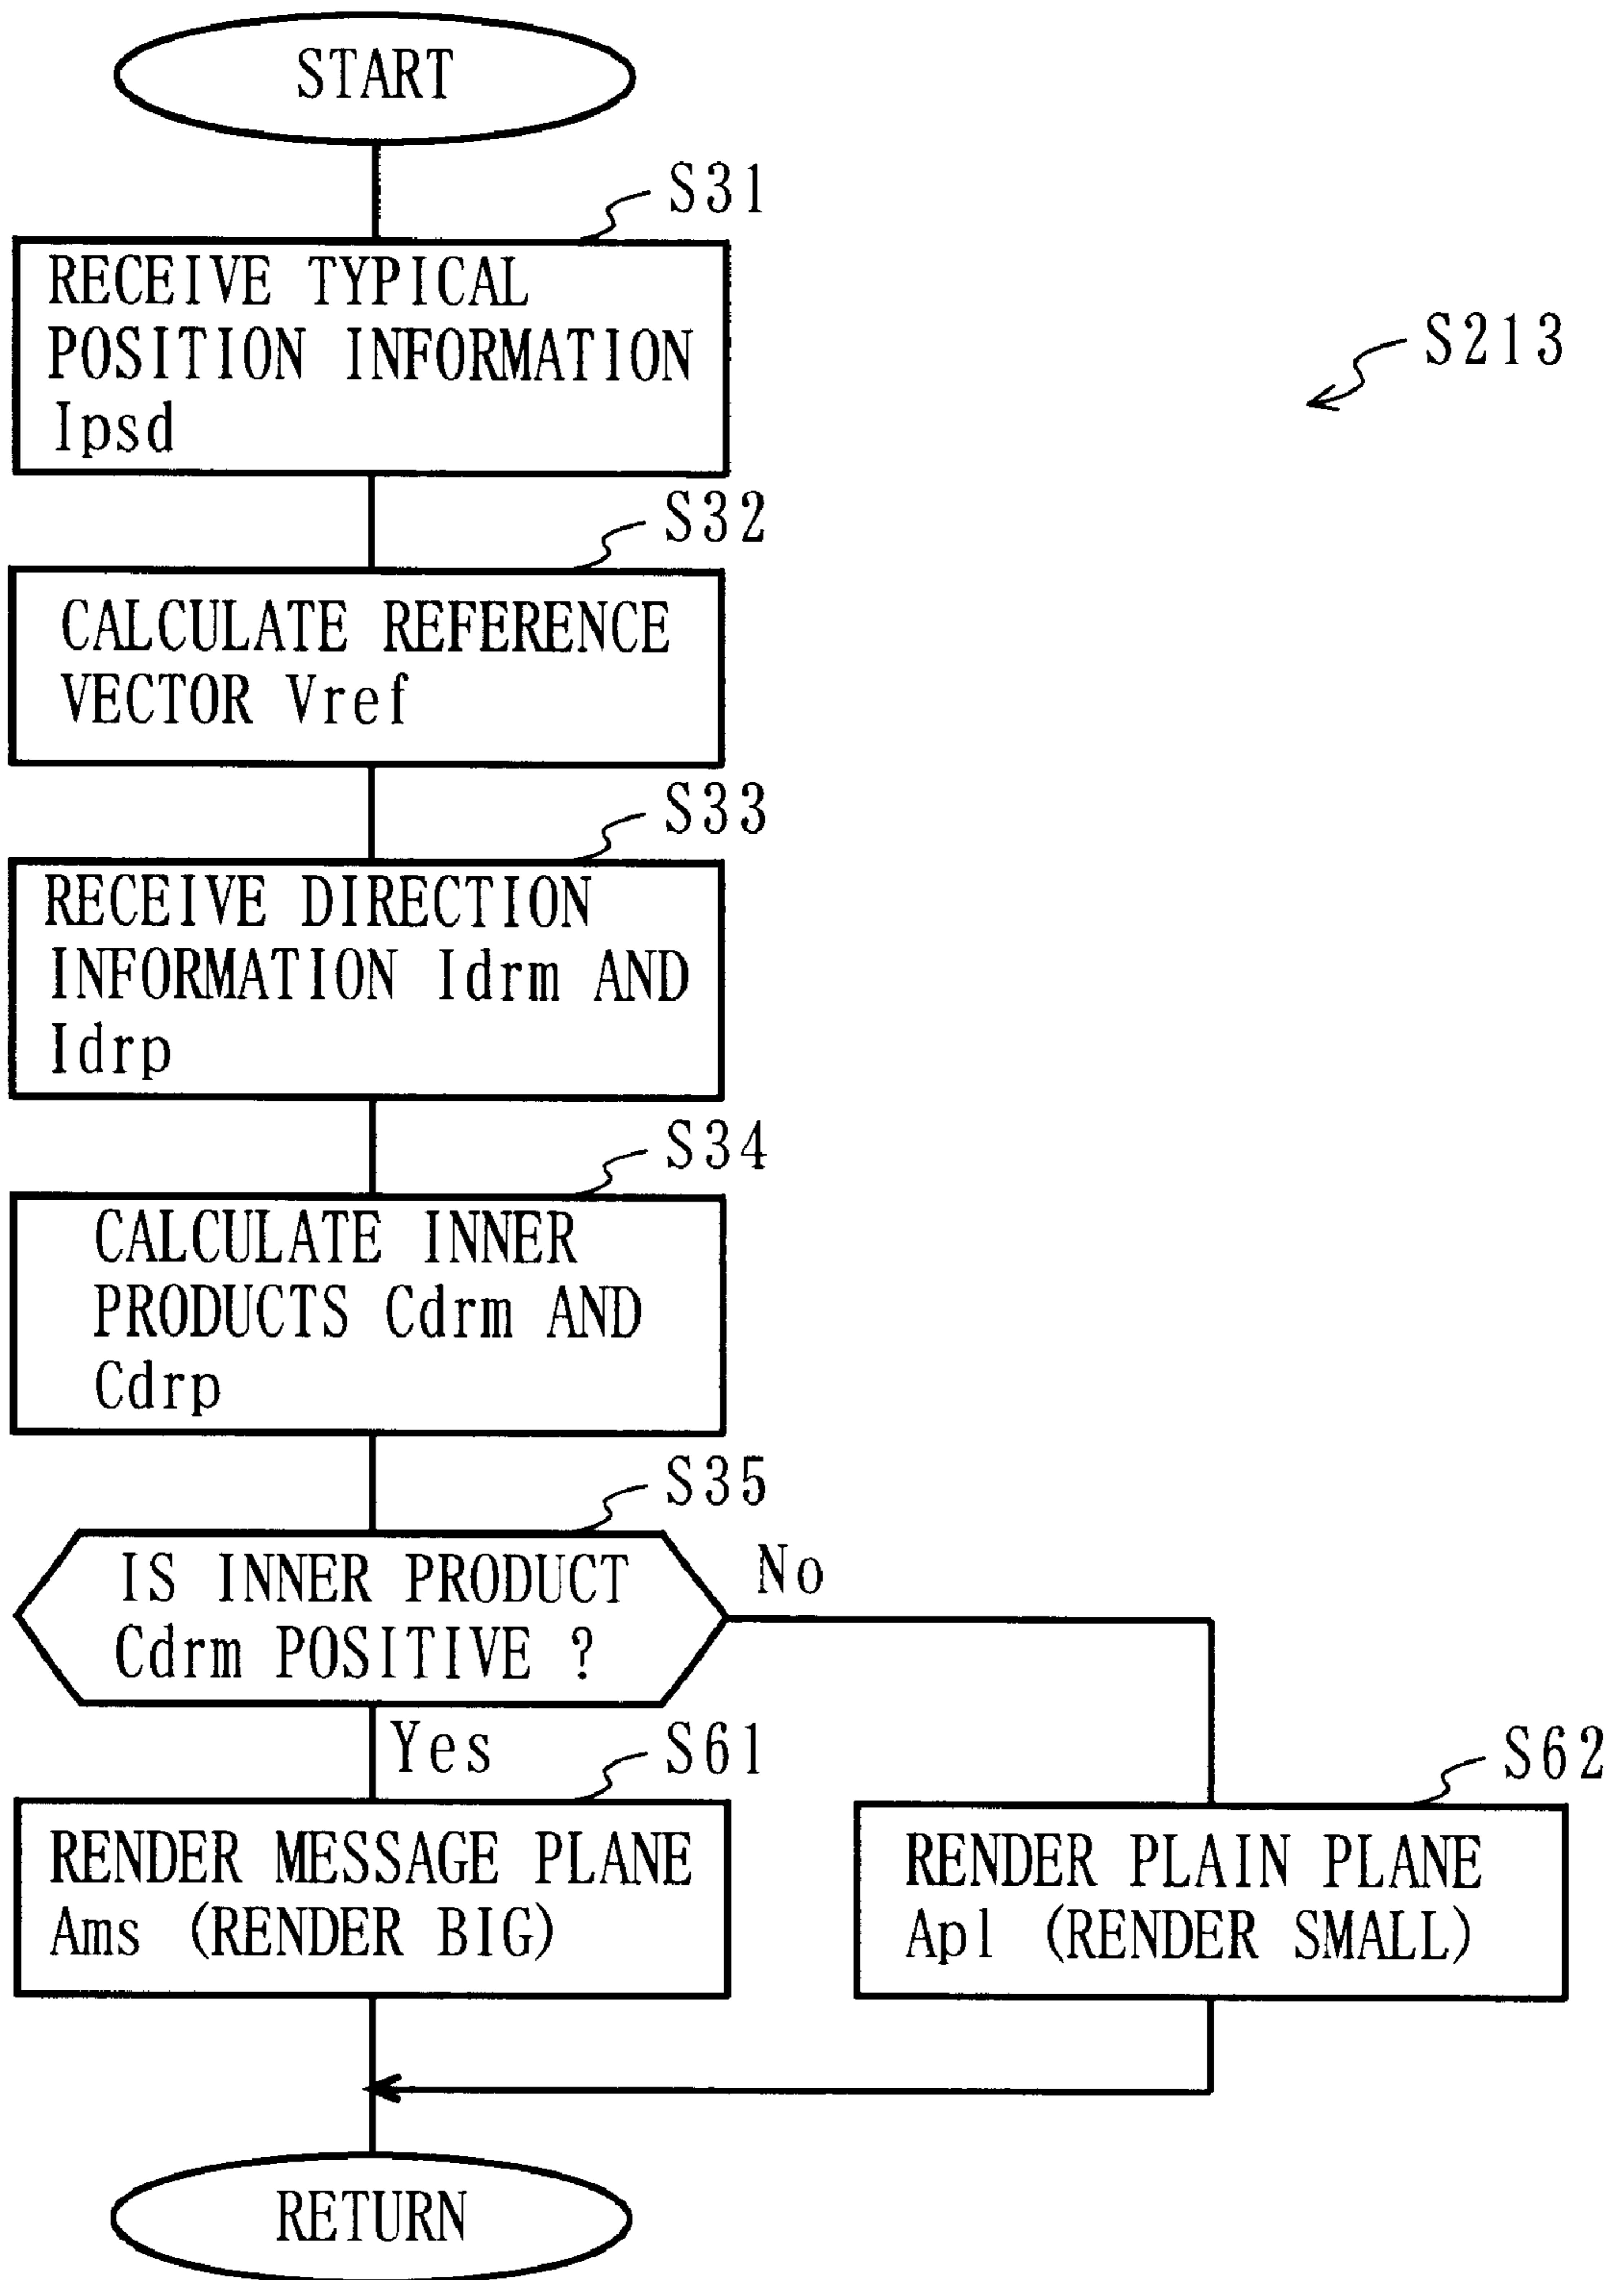 START
S31
RECEIVE TYPICAL
POSITION INFORMATION
Ipsd
S213
S32
CALCULATE REFERENCE
VECTOR Vref
S33
RECEIVE DIRECTION
INFORMATION Idrm AND
Idrp
S34
CALCULATE INNER
PRODUCTS Cdrm AND
Cdrp
S35
IS INNER PRODUCT
Cdrm POSITIVE ?
No
Yes
S61
RENDER MESSAGE PLANE
Ams (RENDER BIG)
S62
RENDER PLAIN PLANE
Apl (RENDER SMALL)
RETURN